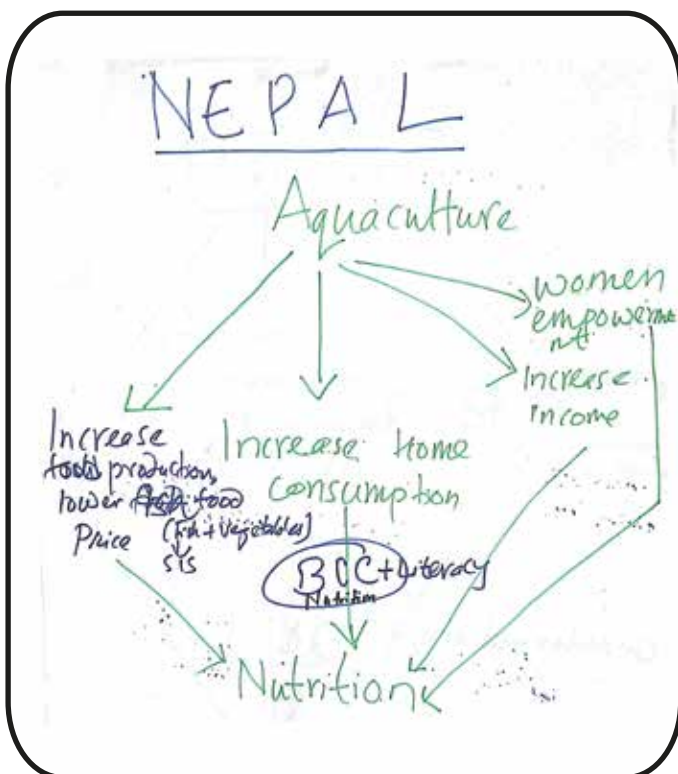 NEPAL
Aquaculture
women
empowerment
Increase
income
Increase
food production,
lower food
Price
(Fish + Vegetables)
SIS
Increase Home
Consumption
BCC + Literacy
Nutrition
Nutrition